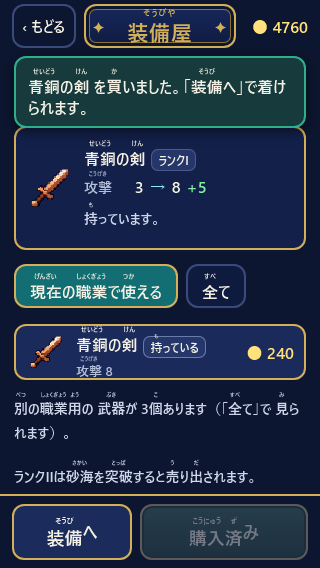 ‹ もどる
装備屋
4760
青銅の剣 を買いました。「装備へ」で着け
られます。
青銅の剣 ランクI
攻撃 3 → 8 +5
持っています。
現在の職業で使える
全て
青銅の剣 持っている
攻撃 8
240
別の職業用の 武器が 3個あります（「全て」で 見ら
れます）。
ランクIIは砂海を突破すると売り出されます。
装備へ
購入済み